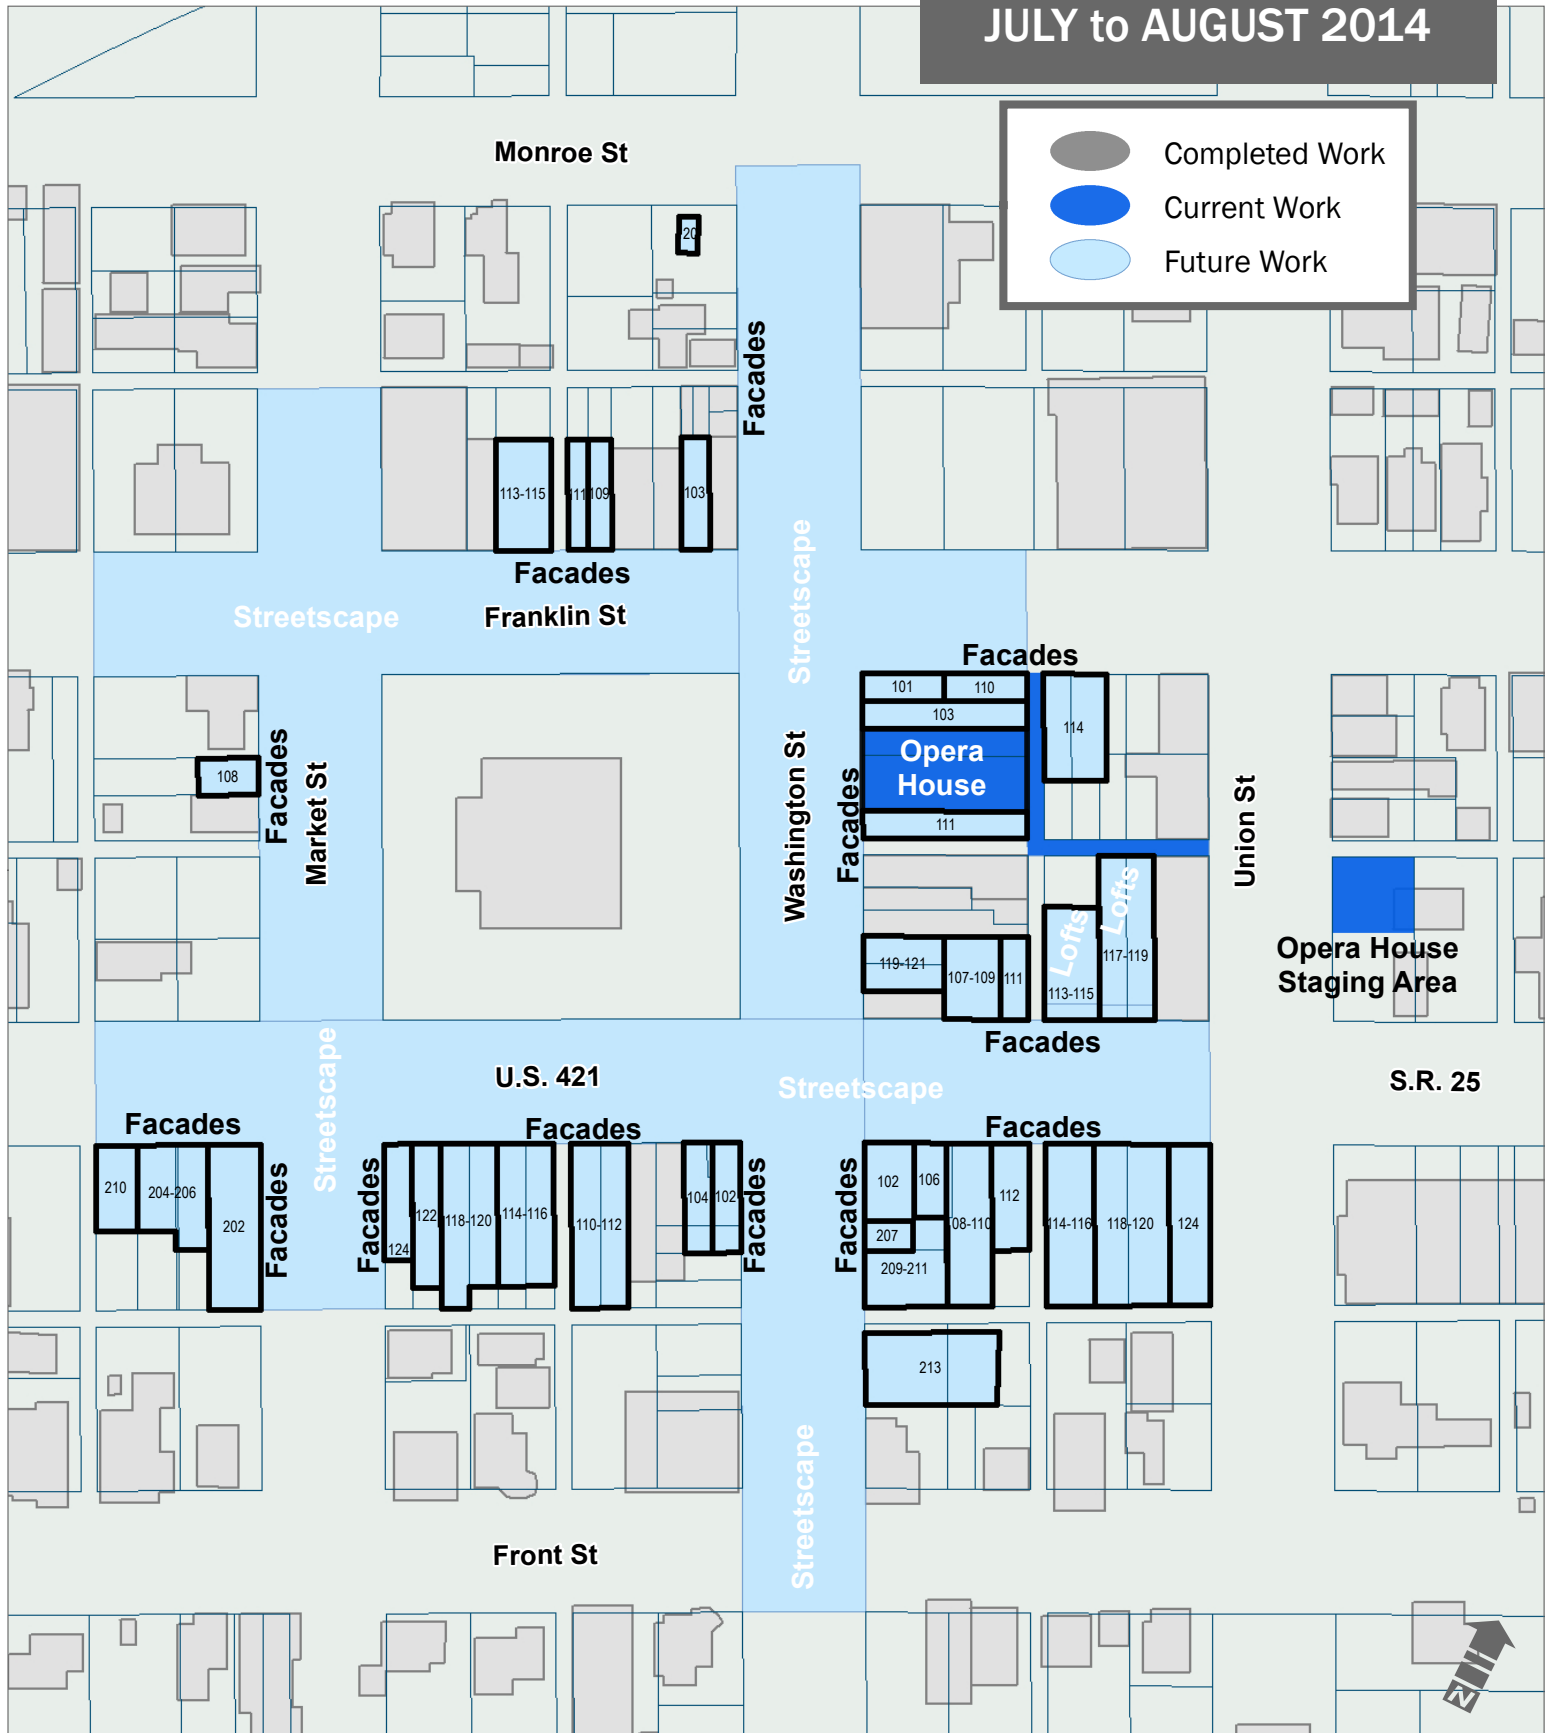 JULY to AUGUST 2014
Completed Work
Current Work
Future Work
Monroe St
20
Facades
113-115
111
109
103
Facades
Streetscape
Franklin St
Streetscape
Facades
101
110
103
114
Opera
House
111
Facades
108
Facades
Market St
Washington St
Union St
Lofts
Lofts
119-121
107-109
111
113-115
117-119
Opera House
Staging Area
Facades
Streetscape
U.S. 421
Streetscape
S.R. 25
Facades
Facades
Facades
210
204-206
202
Facades
Facades
124
122
118-120
114-116
110-112
104
102
Facades
Facades
102
106
112
207
209-211
08-110
114-116
118-120
124
213
Streetscape
Front St
N